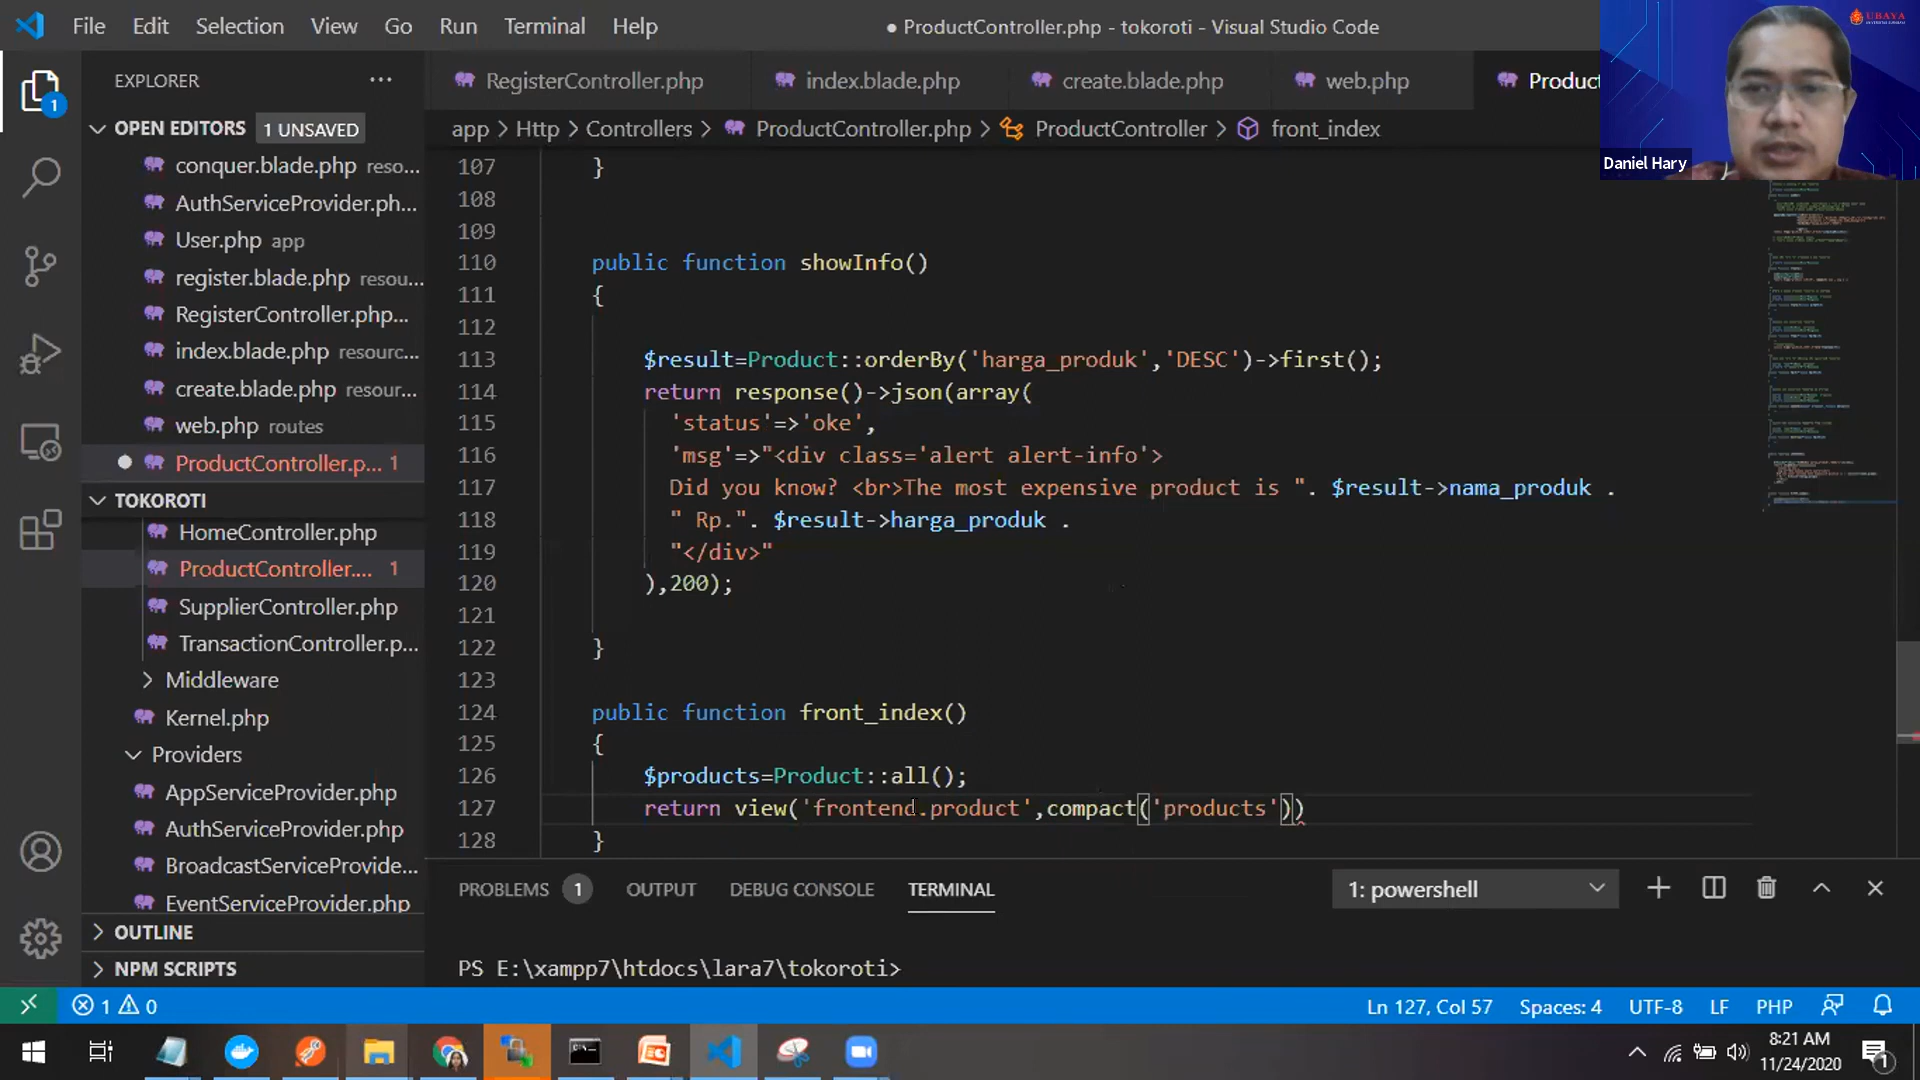 File Edit Selection View Go Run Terminal Help
● ProductController.php - tokoroti - Visual Studio Code
UBAYA
Daniel Hary
EXPLORER ...
RegisterController.php index.blade.php create.blade.php web.php Produc
app > Http > Controllers > ProductController.php > ProductController > front_index
OPEN EDITORS 1 UNSAVED
conquer.blade.php reso...
AuthServiceProvider.ph...
User.php app
register.blade.php resou...
RegisterController.php...
index.blade.php resourc...
create.blade.php resour...
web.php routes
ProductController.p... 1
TOKOROTI
HomeController.php
ProductController.... 1
SupplierController.php
TransactionController.p...
Middleware
Kernel.php
Providers
AppServiceProvider.php
AuthServiceProvider.php
BroadcastServiceProvide...
EventServiceProvider.php
OUTLINE
NPM SCRIPTS
107 }
108
109
110 public function showInfo()
111 {
112
113 $result=Product::orderBy('harga_produk','DESC')->first();
114 return response()->json(array(
115 'status'=>'oke',
116 'msg'=>"<div class='alert alert-info'>
117 Did you know? <br>The most expensive product is ". $result->nama_produk .
118 " Rp.". $result->harga_produk .
119 "</div>"
120 ),200);
121
122 }
123
124 public function front_index()
125 {
126 $products=Product::all();
127 return view('frontend.product',compact('products'))
128 }
PROBLEMS 1 OUTPUT DEBUG CONSOLE TERMINAL
1: powershell
PS E:\xampp7\htdocs\lara7\tokoroti>
1 0
Ln 127, Col 57 Spaces: 4 UTF-8 LF PHP
8:21 AM
11/24/2020
1